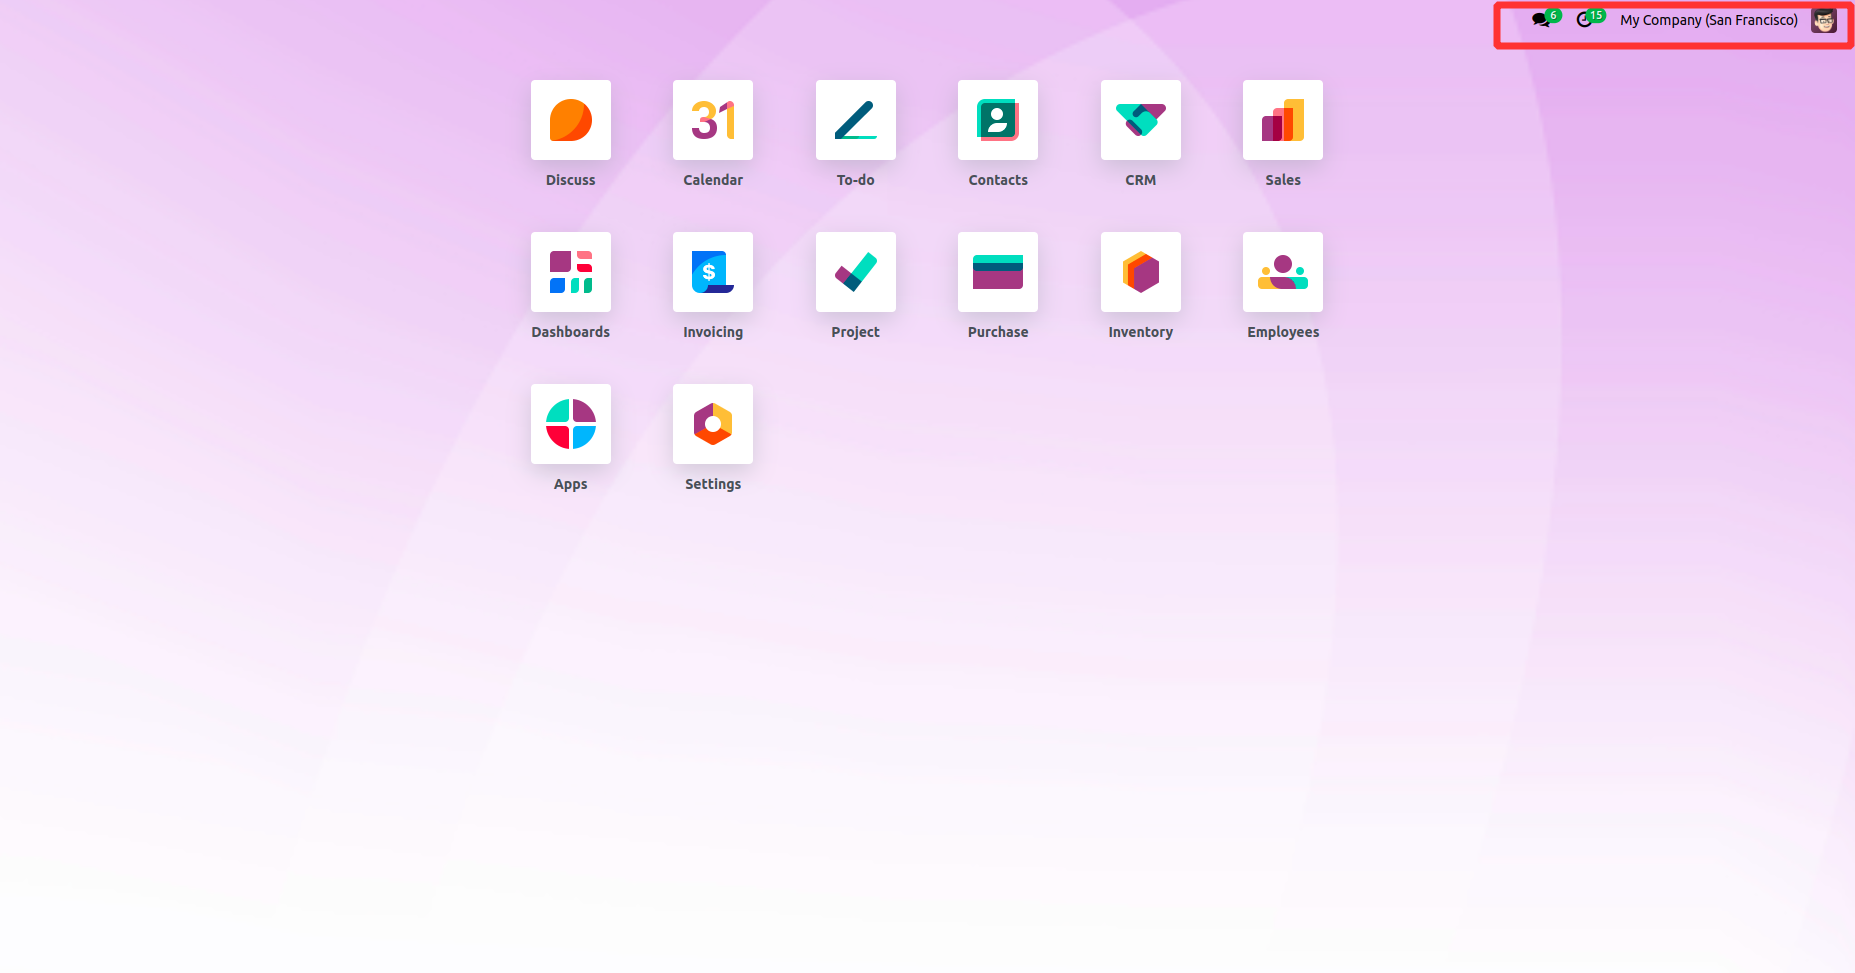 6 15 My Company (San Francisco)
31
Discuss Calendar To-do Contacts CRM Sales
$
Dashboards Invoicing Project Purchase Inventory Employees
Apps Settings